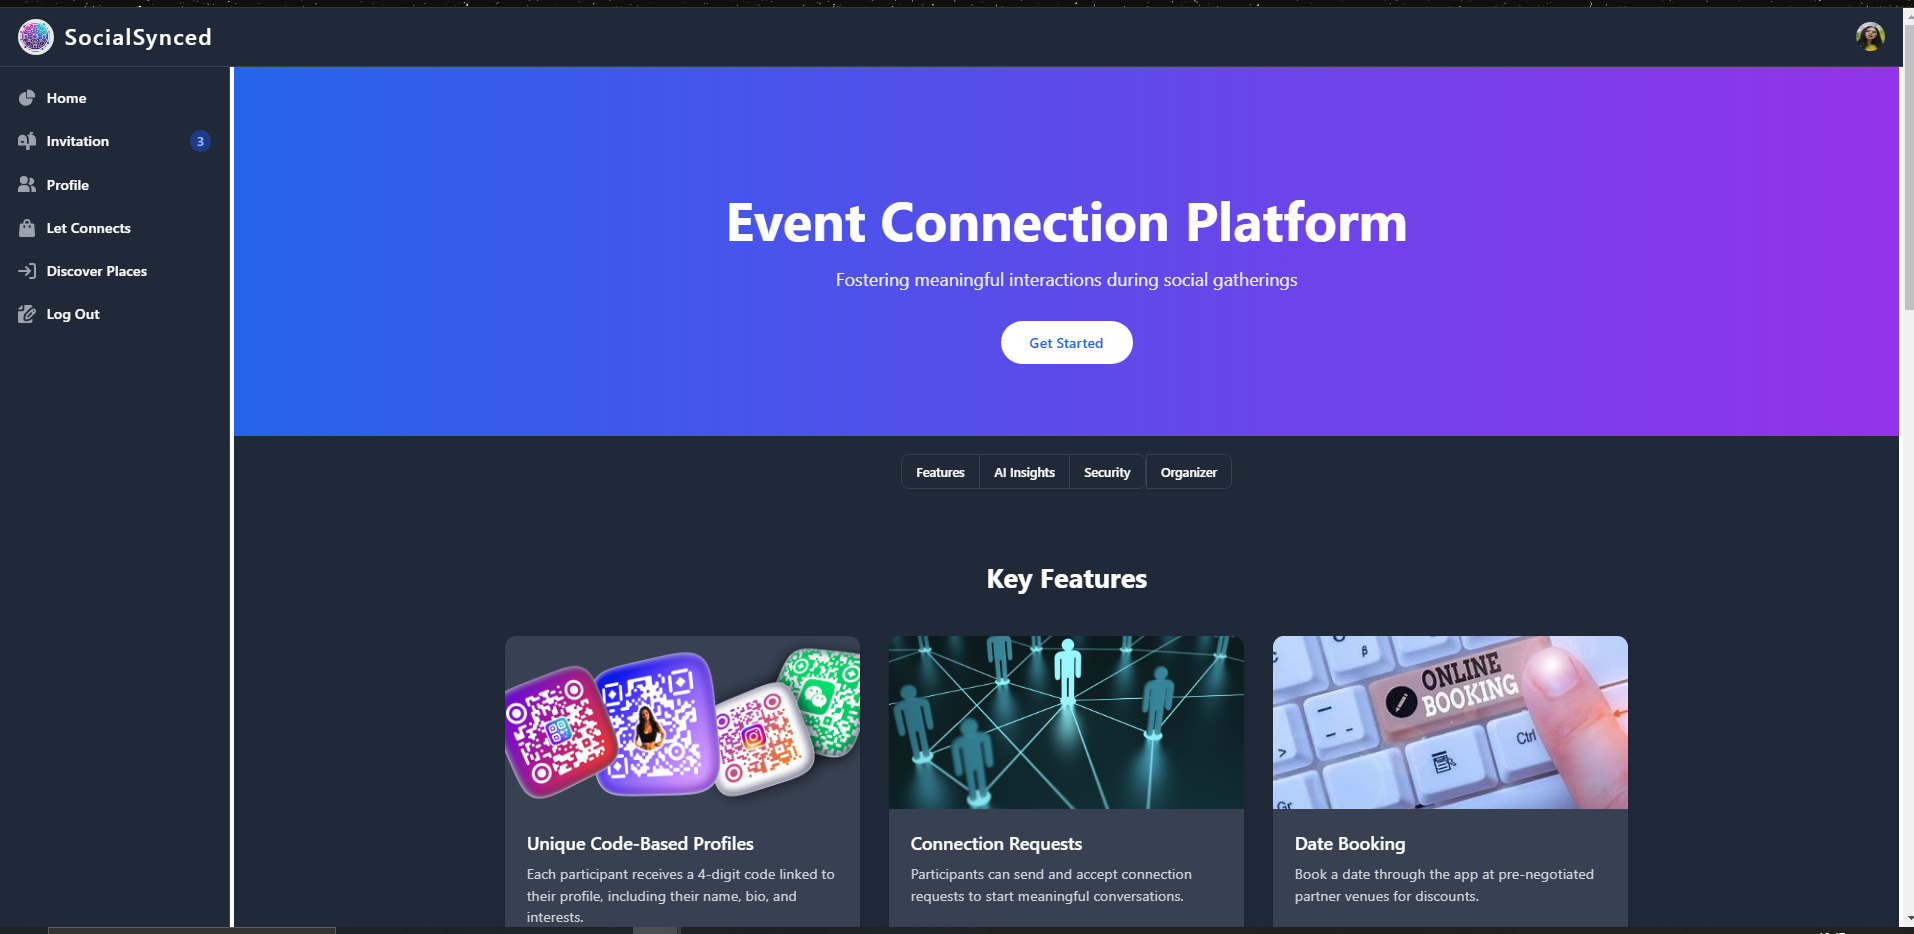 SocialSynced
Home
Invitation 3
Profile
Let Connects
Discover Places
Log Out
Event Connection Platform
Fostering meaningful interactions during social gatherings
Get Started
Features
AI Insights
Security
Organizer
Key Features
ONLINE
BOOKING
Ctrl
Unique Code-Based Profiles
Each participant receives a 4-digit code linked to
their profile, including their name, bio, and
interests.
Connection Requests
Participants can send and accept connection
requests to start meaningful conversations.
Date Booking
Book a date through the app at pre-negotiated
partner venues for discounts.